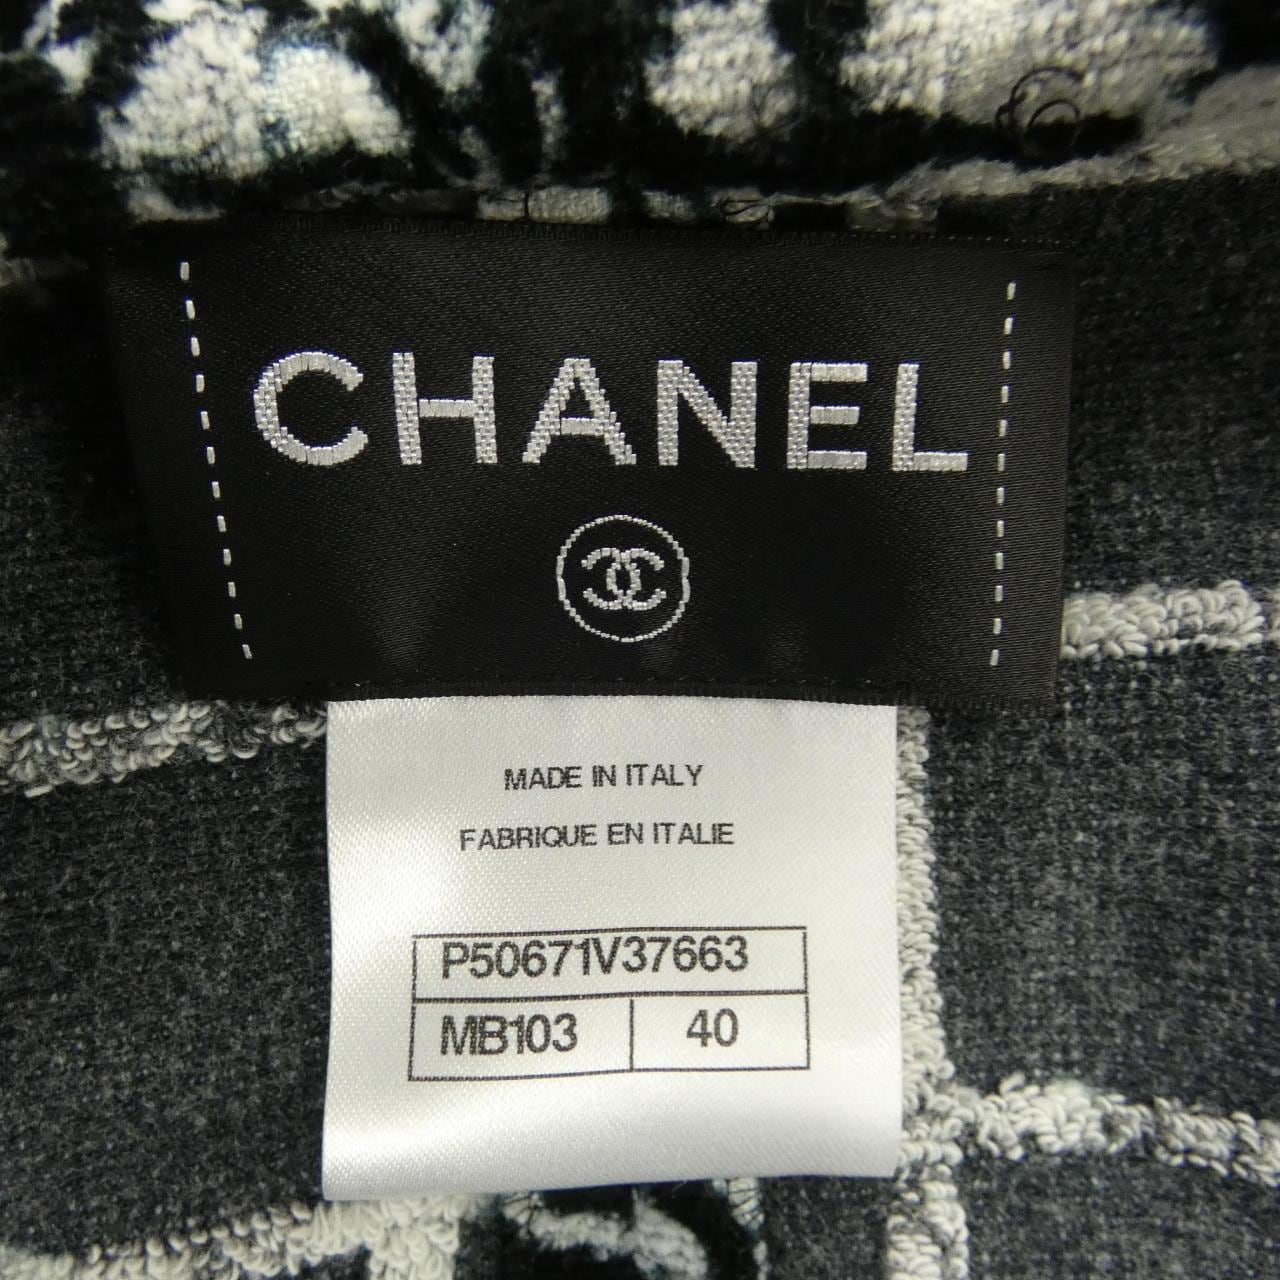 CHANEL
MADE IN ITALY
FABRIQUE EN ITALIE
P50671V37663
MB103 40